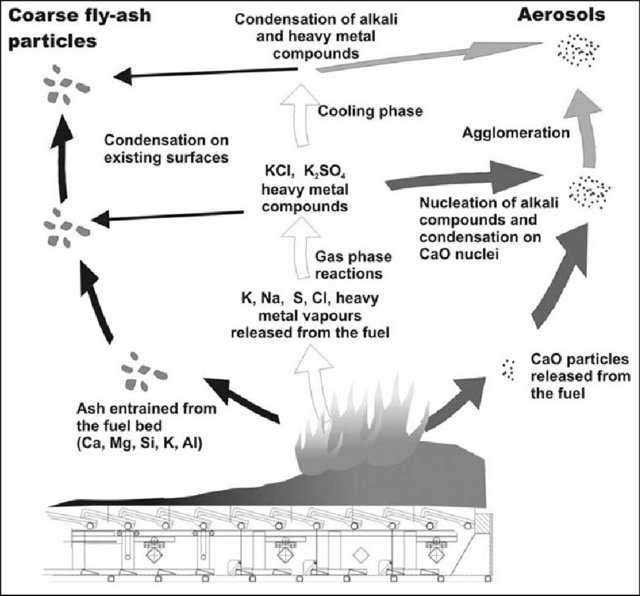 Coarse fly-ash
particles
Condensation of alkali
and heavy metal
compounds
Aerosols
Cooling phase
Agglomeration
Condensation on
existing surfaces
KCl, K₂SO₄
heavy metal
compounds
Nucleation of alkali
compounds and
condensation on
CaO nuclei
Gas phase
reactions
K, Na, S, Cl, heavy
metal vapours
released from the fuel
CaO particles
released from
the fuel
Ash entrained from
the fuel bed
(Ca, Mg, Si, K, Al)